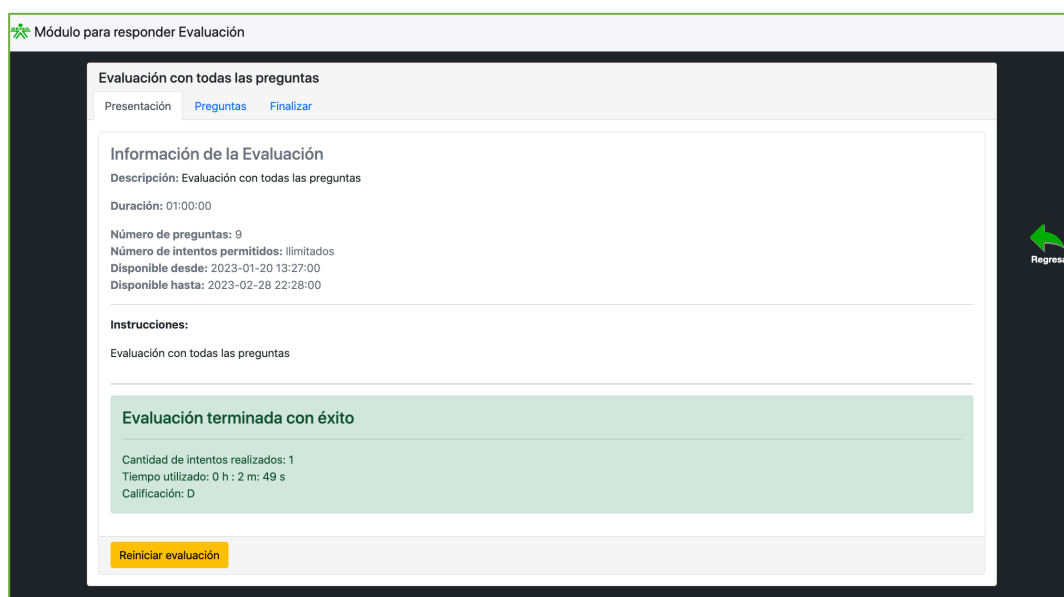 Módulo para responder Evaluación
Evaluación con todas las preguntas
Presentación Preguntas Finalizar
Información de la Evaluación
Descripción: Evaluación con todas las preguntas
Duración: 01:00:00
Número de preguntas: 9
Número de intentos permitidos: Ilimitados
Disponible desde: 2023-01-20 13:27:00
Disponible hasta: 2023-02-28 22:28:00
Regresa
Instrucciones:
Evaluación con todas las preguntas
Evaluación terminada con éxito
Cantidad de intentos realizados: 1
Tiempo utilizado: 0 h : 2 m: 49 s
Calificación: D
Reiniciar evaluación